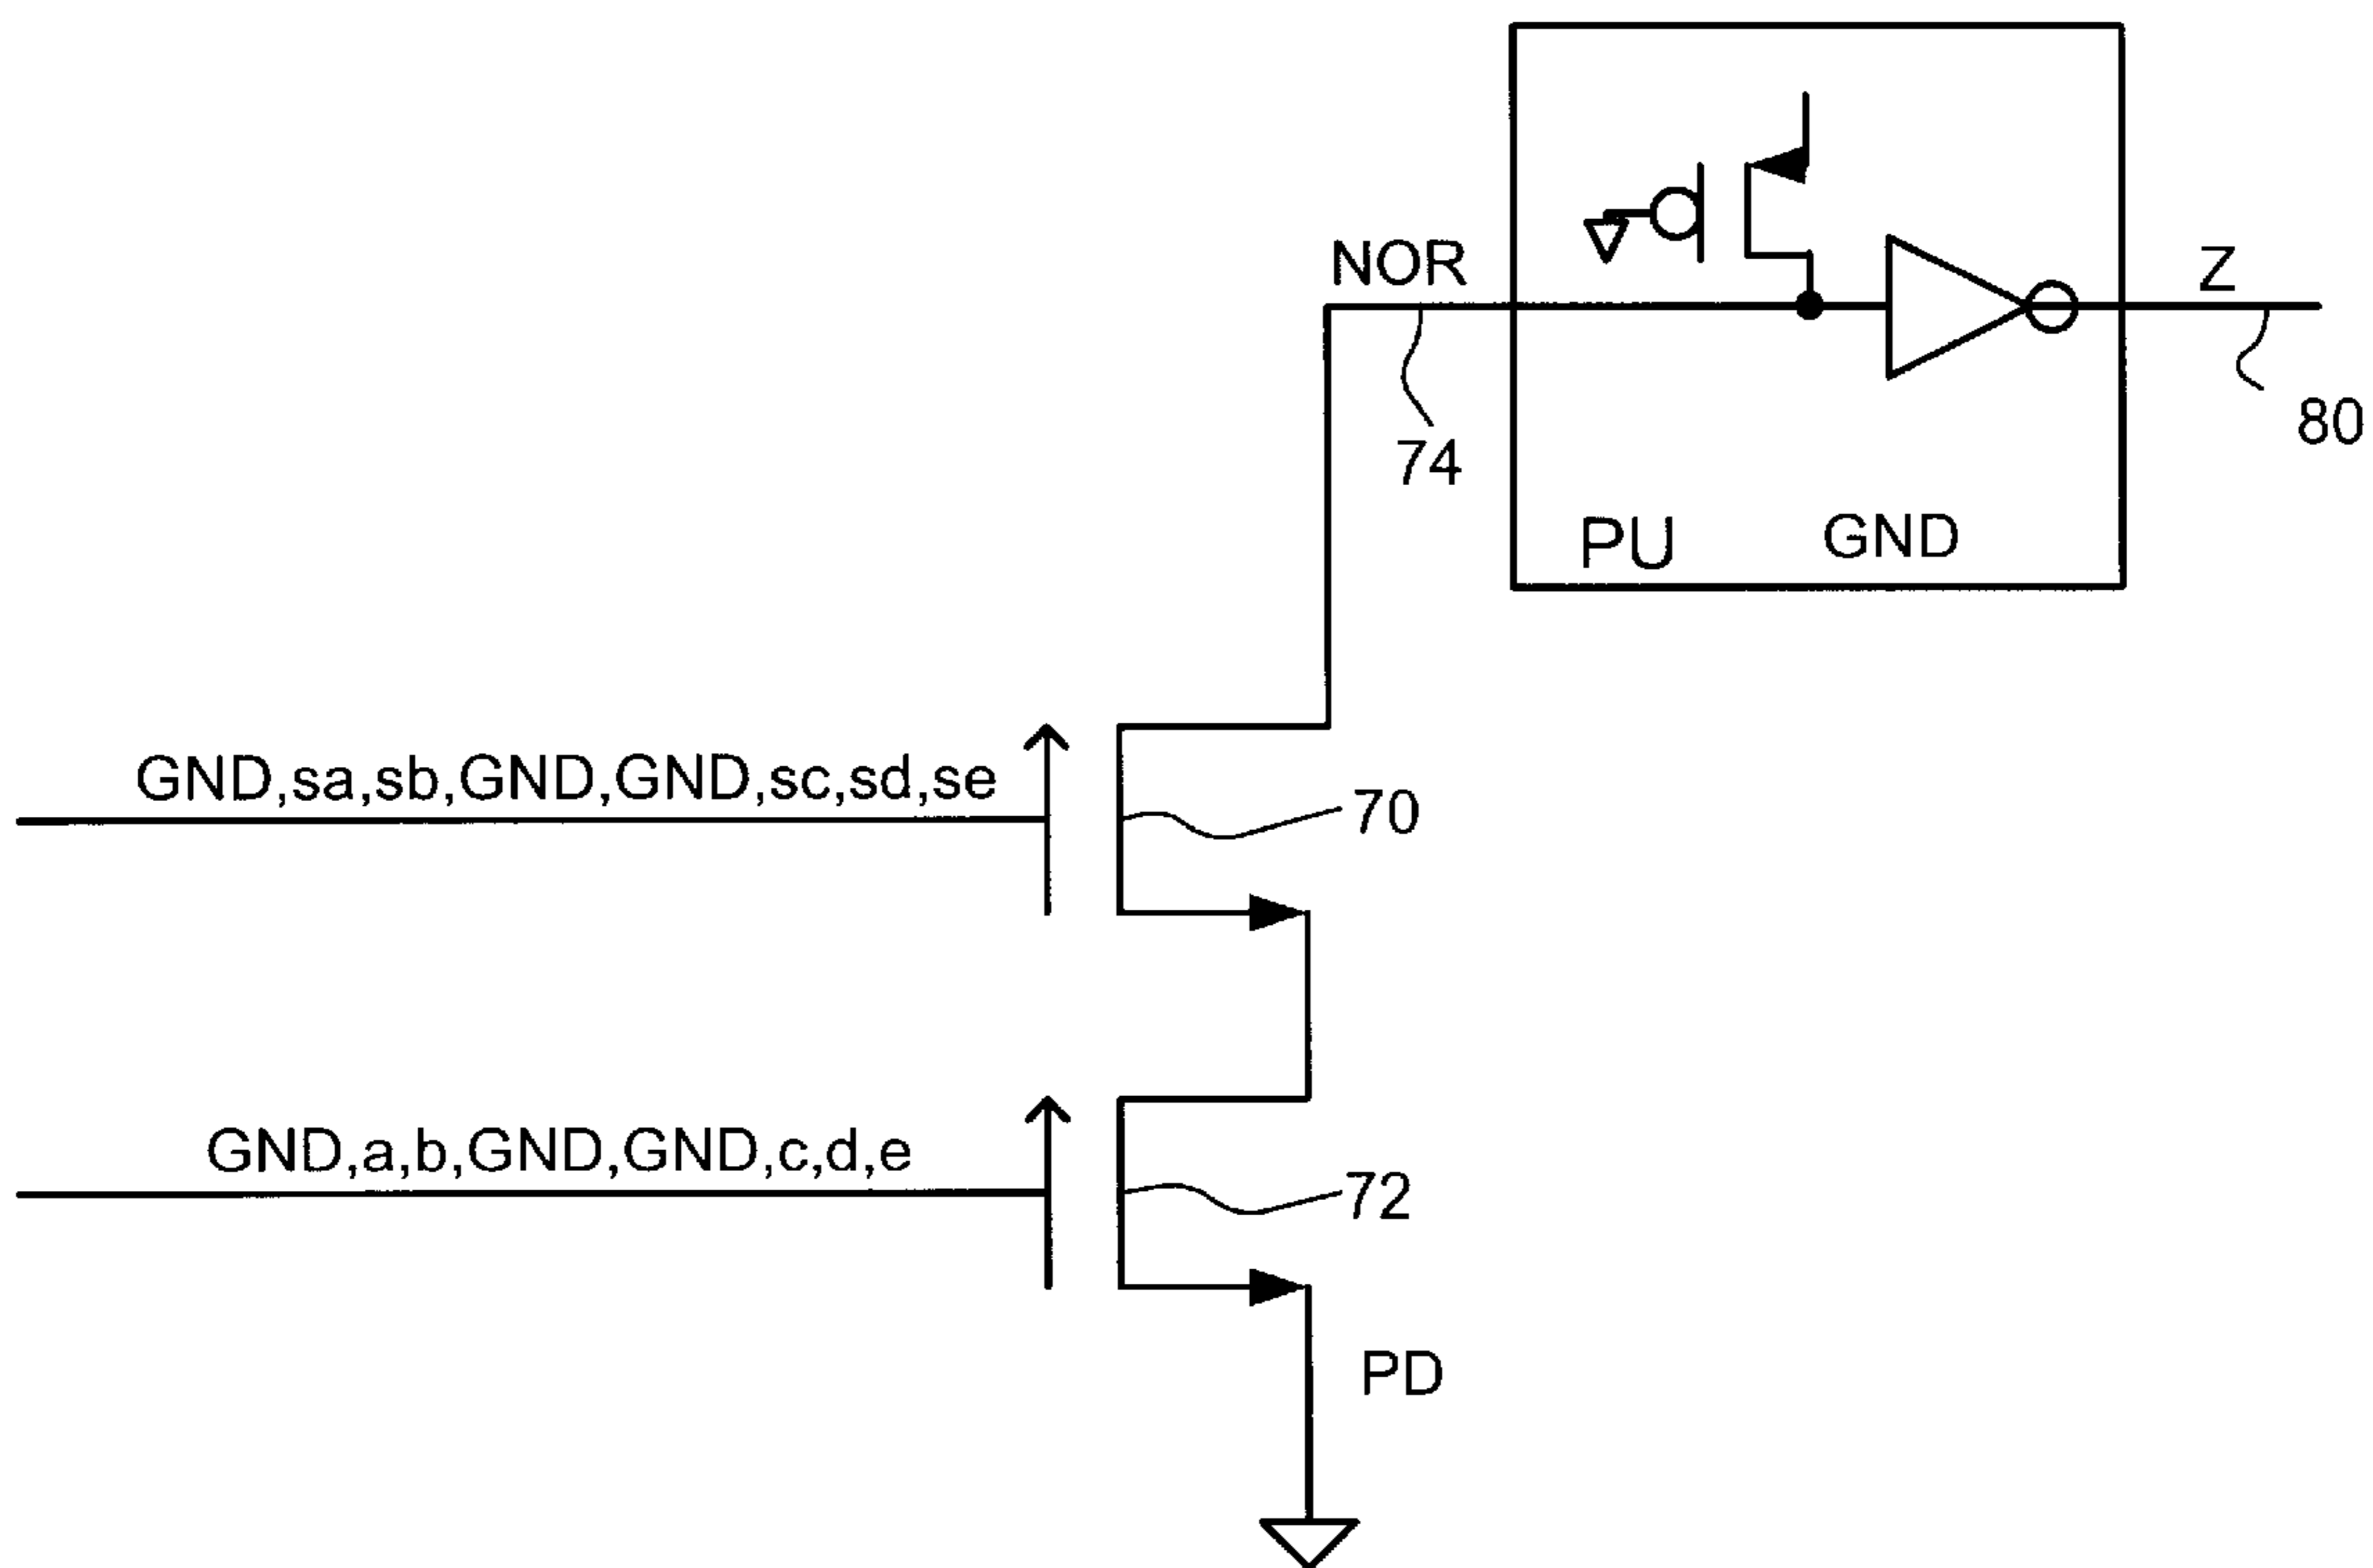 NOR
Z
80
74
PU
GND
GND,sa,sb,GND,GND,sc,sd,se
70
GND,a,b,GND,GND,c,d,e
72
PD